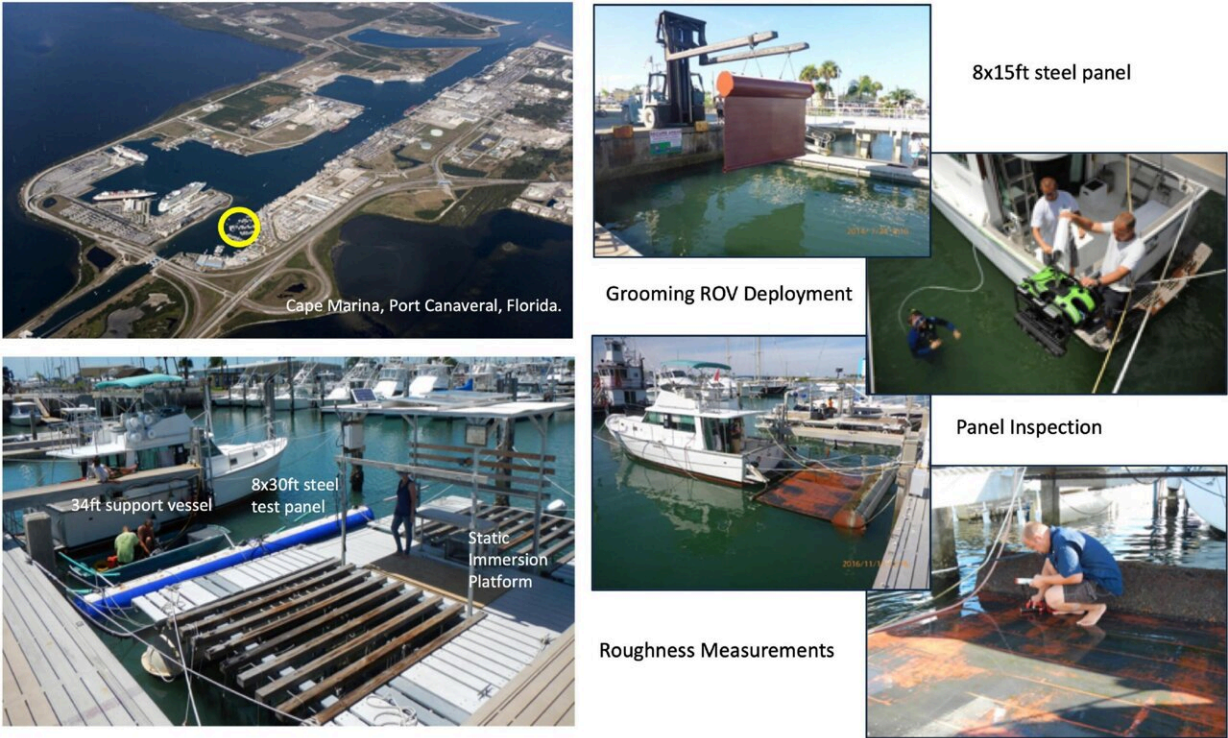 Cape Marina, Port Canaveral, Florida.
8x15ft steel panel
Grooming ROV Deployment
34ft support vessel
8x30ft steel
test panel
Static
Immersion
Platform
Panel Inspection
Roughness Measurements